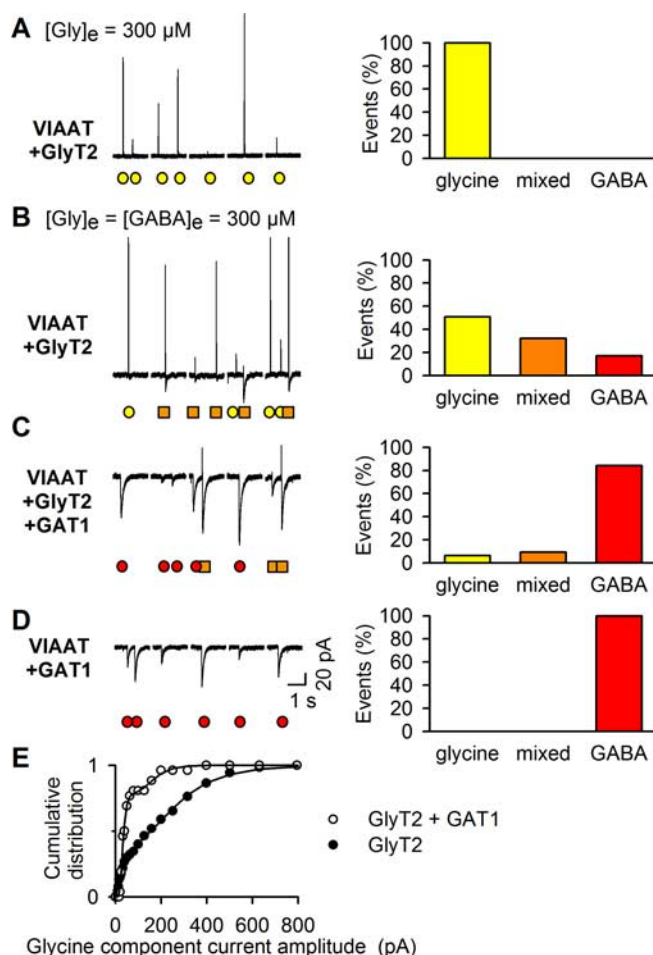 A
[Gly]e = 300 µM
VIAAT
+GlyT2
Events (%)
100
80
60
40
20
0
glycine mixed GABA
B
[Gly]e = [GABA]e = 300 µM
VIAAT
+GlyT2
Events (%)
100
80
60
40
20
0
glycine mixed GABA
C
VIAAT
+GlyT2
+GAT1
Events (%)
100
80
60
40
20
0
glycine mixed GABA
D
VIAAT
+GAT1
20 pA
1 s
Events (%)
100
80
60
40
20
0
glycine mixed GABA
E
Cumulative
distribution
1
0
0 200 400 600 800
Glycine component current amplitude (pA)
GlyT2 + GAT1
GlyT2